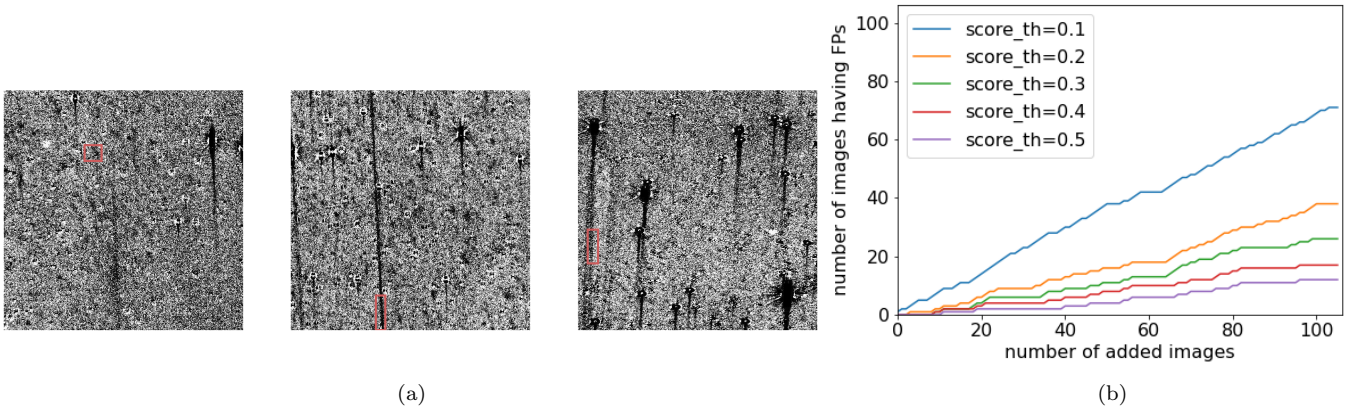 100
80
60
40
20
0
number of images having FPs
score_th=0.1
score_th=0.2
score_th=0.3
score_th=0.4
score_th=0.5
0 20 40 60 80 100
number of added images
(a)
(b)